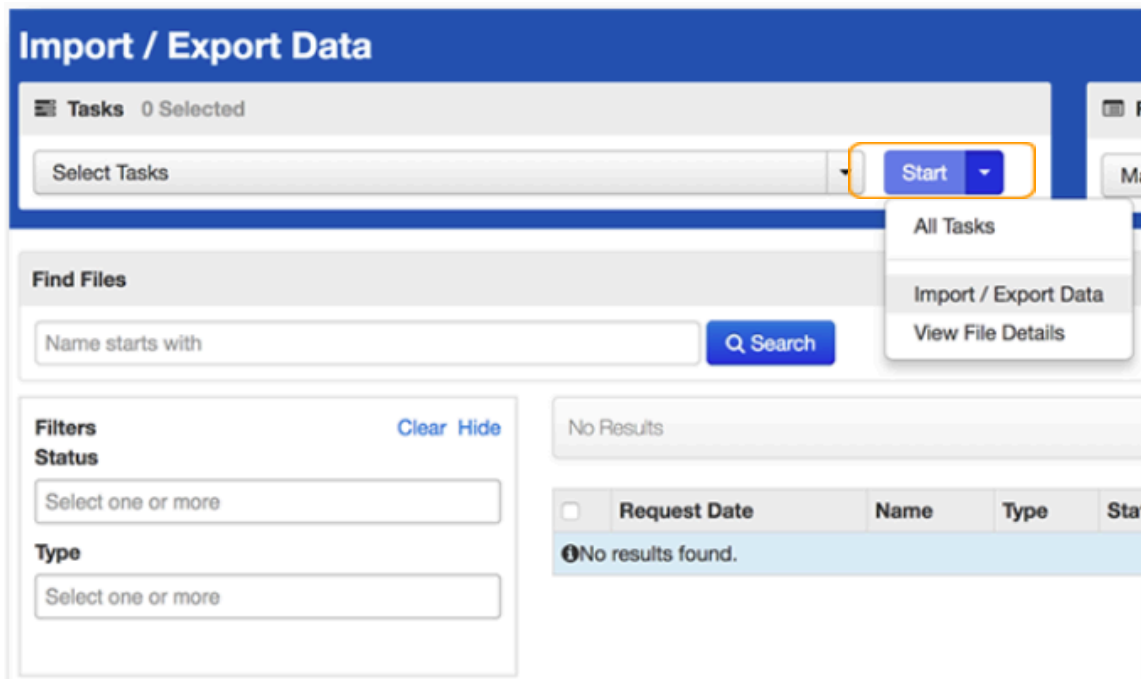 Import / Export Data
Tasks 0 Selected
Select Tasks
Start
Ma
All Tasks
Import / Export Data
View File Details
Find Files
Name starts with
Search
Filters
Clear Hide
Status
Select one or more
Type
Select one or more
No Results
Request Date Name Type Sta
No results found.